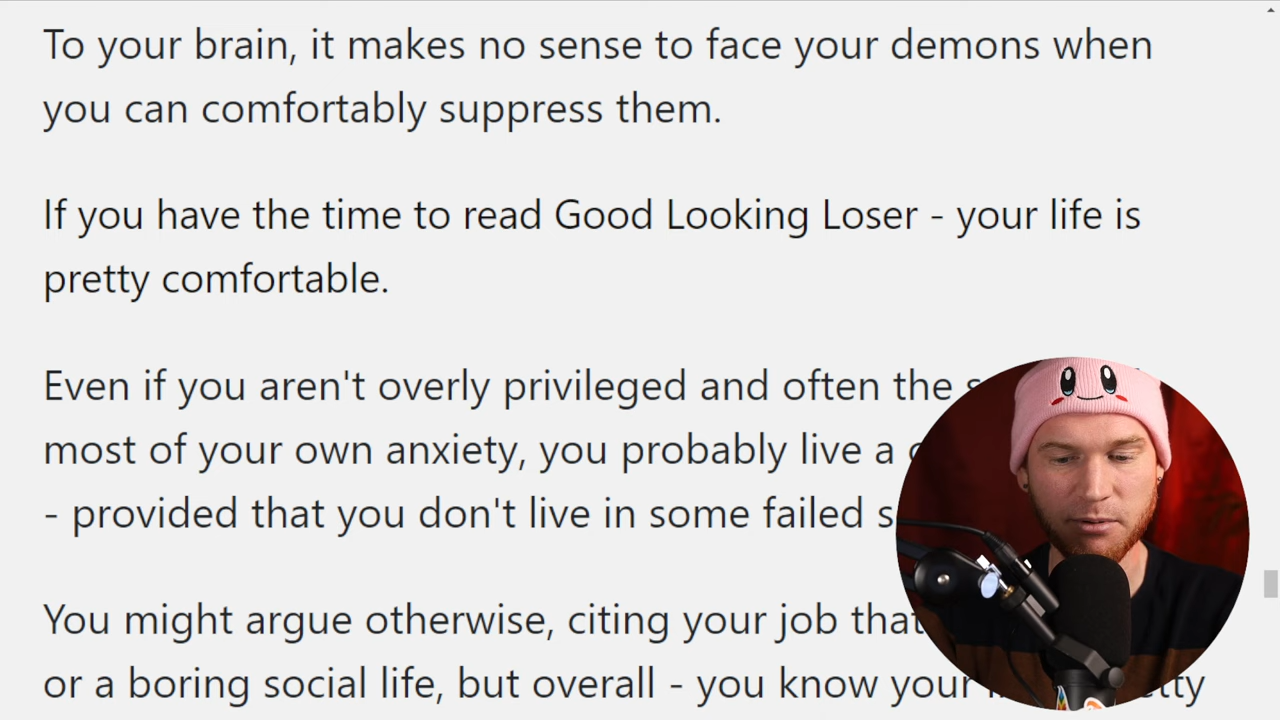 To your brain, it makes no sense to face your demons when
you can comfortably suppress them.
If you have the time to read Good Looking Loser - your life is
pretty comfortable.
Even if you aren't overly privileged and often the
most of your own anxiety, you probably live a
- provided that you don't live in some failed
You might argue otherwise, citing your job that
or a boring social life, but overall - you know your